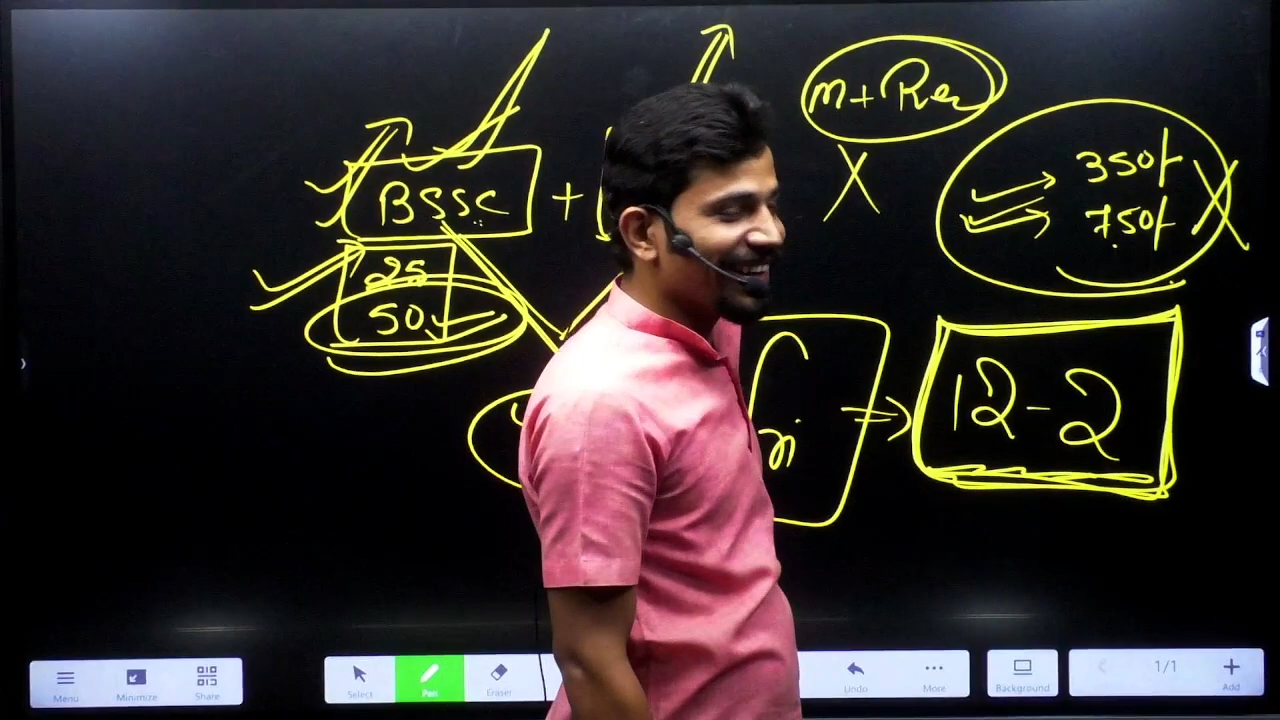 m + Rea
350/-
750/-
BSSC +
25
50
12-2
Menu
Minimize
Share
Select
Pen
Eraser
Undo
More
Background
1/1
Add